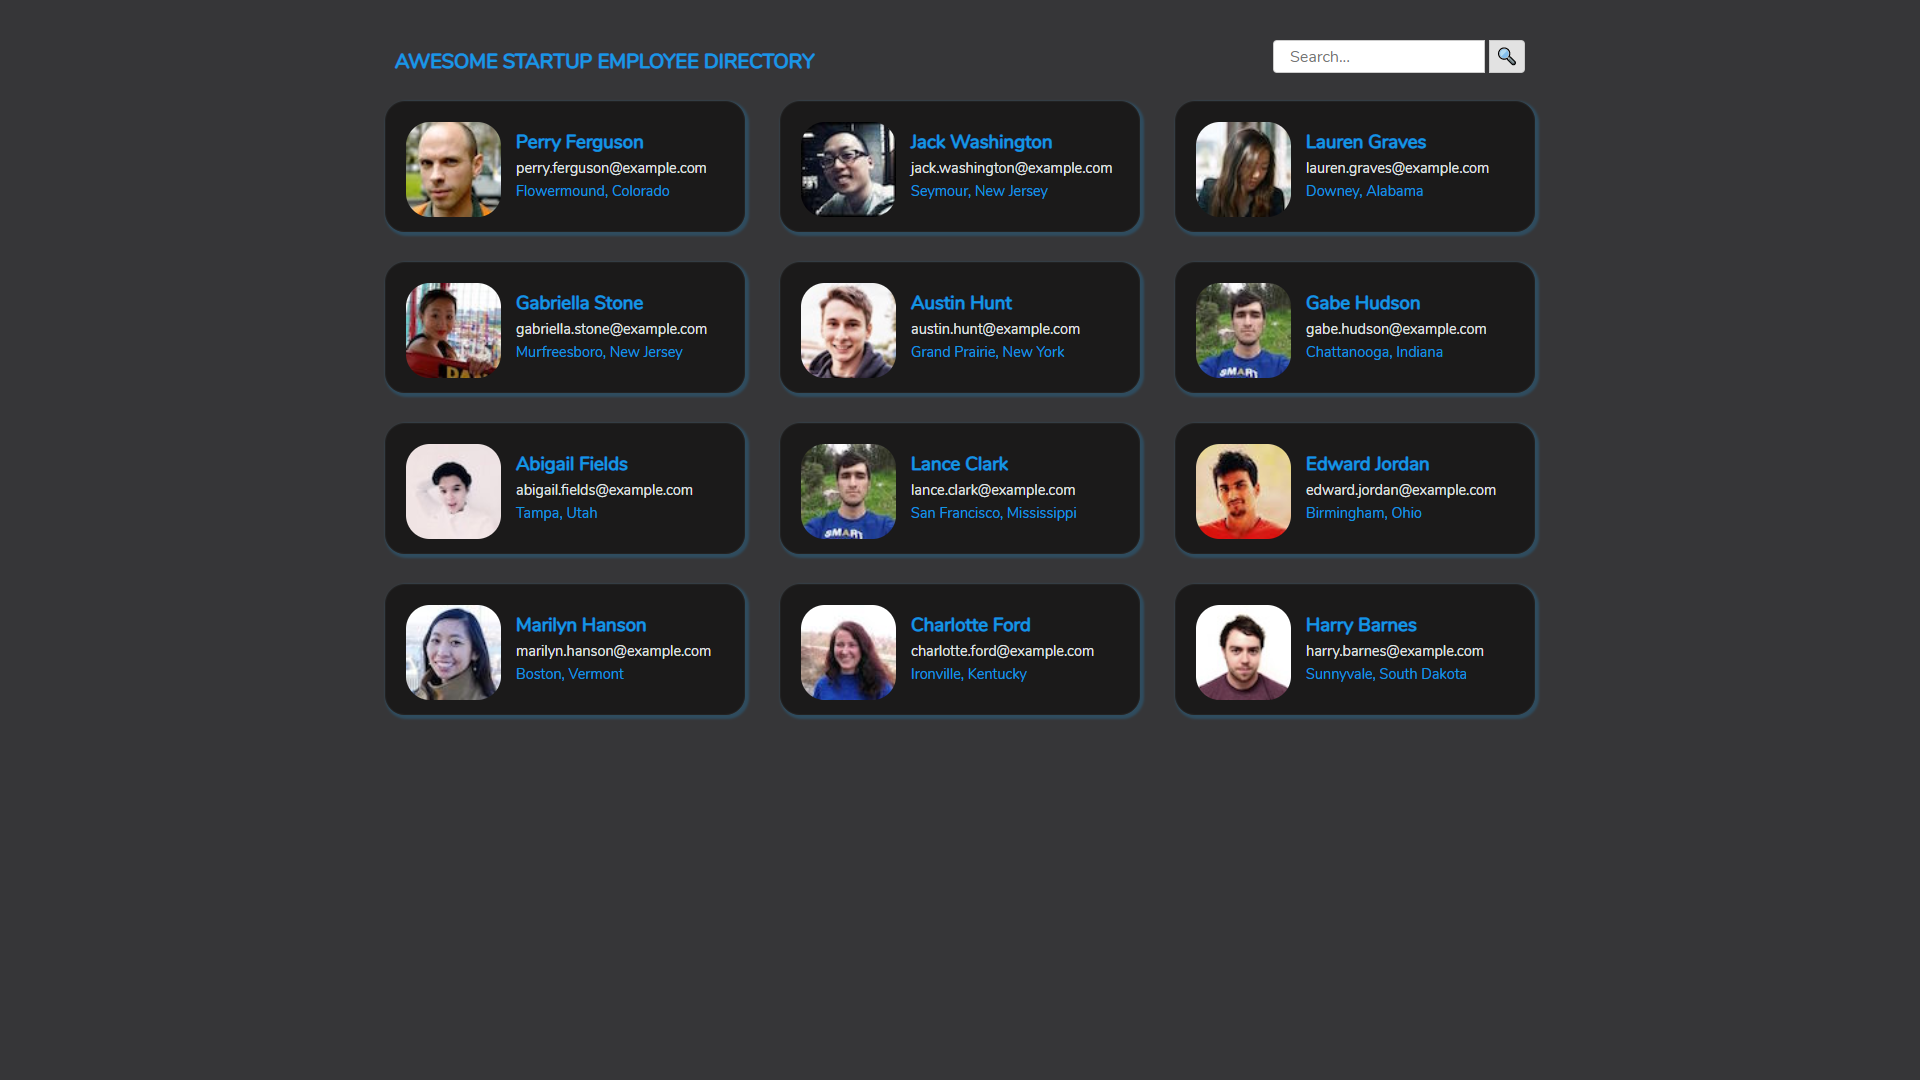 AWESOME STARTUP EMPLOYEE DIRECTORY
Search...
Perry Ferguson
perry.ferguson@example.com
Flowermound, Colorado
Jack Washington
jack.washington@example.com
Seymour, New Jersey
Lauren Graves
lauren.graves@example.com
Downey, Alabama
Gabriella Stone
gabriella.stone@example.com
Murfreesboro, New Jersey
Austin Hunt
austin.hunt@example.com
Grand Prairie, New York
Gabe Hudson
gabe.hudson@example.com
Chattanooga, Indiana
SMART
Abigail Fields
abigail.fields@example.com
Tampa, Utah
Lance Clark
lance.clark@example.com
San Francisco, Mississippi
SMART
Edward Jordan
edward.jordan@example.com
Birmingham, Ohio
Marilyn Hanson
marilyn.hanson@example.com
Boston, Vermont
Charlotte Ford
charlotte.ford@example.com
Ironville, Kentucky
Harry Barnes
harry.barnes@example.com
Sunnyvale, South Dakota